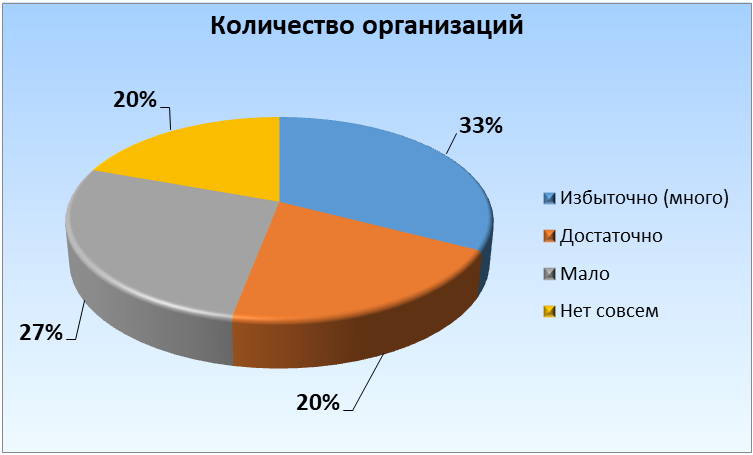 Количество организаций
20%
33%
27%
20%
Избыточно (много)
Достаточно
Мало
Нет совсем